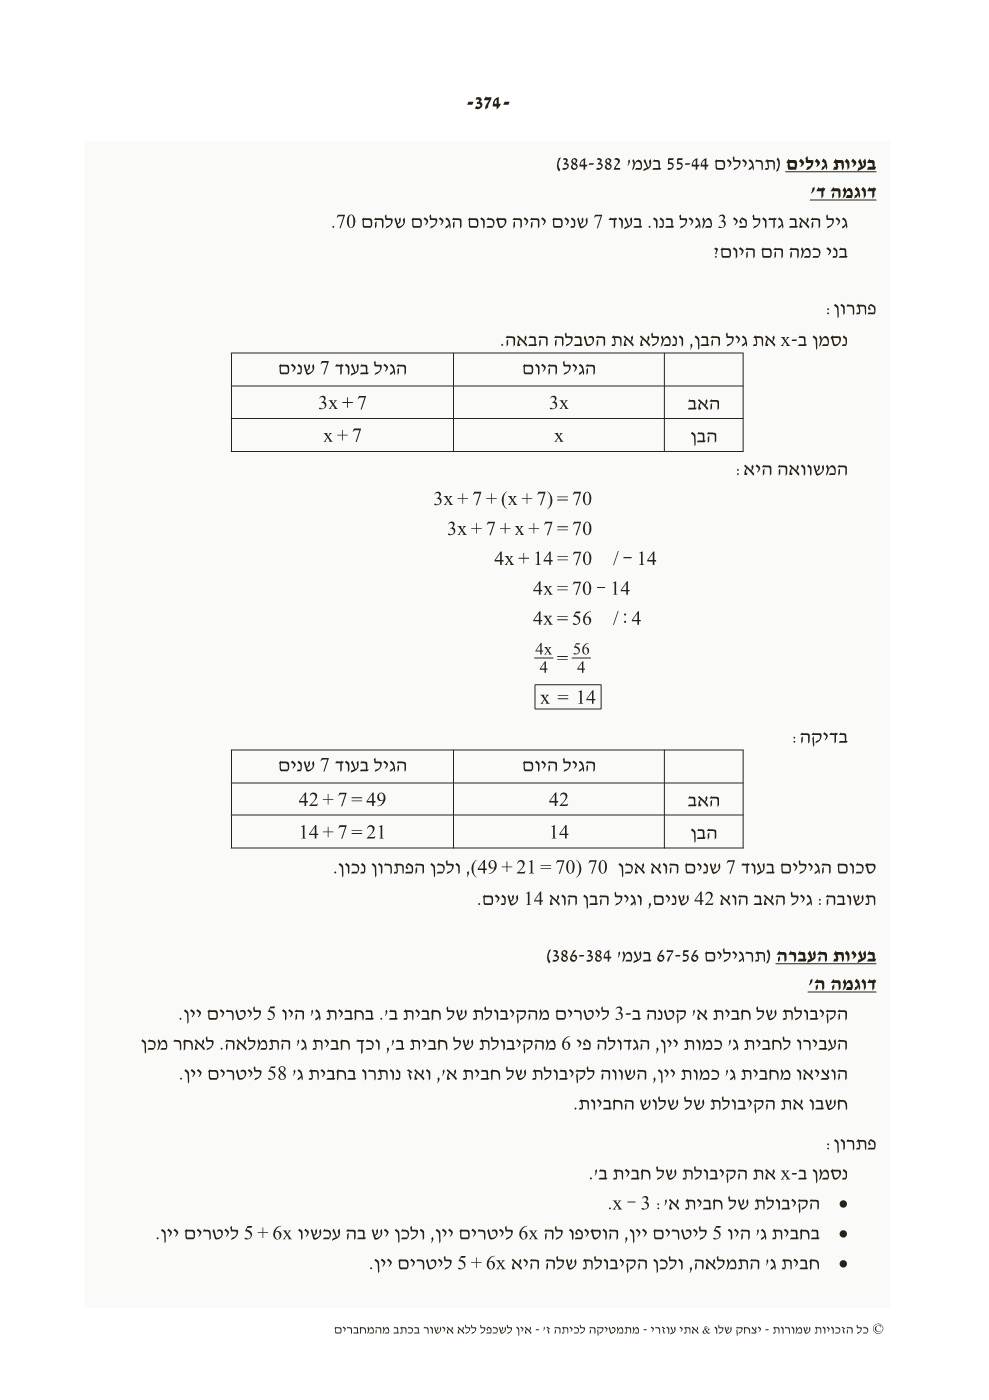 -374-
בעיות גילים (תרגילים 55-44 בעמ׳ 384-382)
דוגמה ד׳
גיל האב גדול פי 3 מגיל בנו. בעוד 7 שנים יהיה סכום הגילים שלהם 70.
בני כמה הם היום?
פתרון:
נסמן ב-x את גיל הבן, ונמלא את הטבלה הבאה.
הגיל היום הגיל בעוד 7 שנים
האב 3x 3x + 7
הבן x x + 7
המשוואה היא:
3x + 7 + (x + 7) = 70
3x + 7 + x + 7 = 70
4x + 14 = 70 / − 14
4x = 70 − 14
4x = 56 / : 4
4x/4 = 56/4
x = 14
בדיקה:
הגיל היום הגיל בעוד 7 שנים
האב 42 42 + 7 = 49
הבן 14 14 + 7 = 21
סכום הגילים בעוד 7 שנים הוא אכן 70 (49 + 21 = 70), ולכן הפתרון נכון.
תשובה: גיל האב הוא 42 שנים, וגיל הבן הוא 14 שנים.
בעיות העברה (תרגילים 67-56 בעמ׳ 386-384)
דוגמה ה׳
הקיבולת של חבית א׳ קטנה ב-3 ליטרים מהקיבולת של חבית ב׳. בחבית ג׳ היו 5 ליטרים יין.
העבירו לחבית ג׳ כמות יין, הגדולה פי 6 מהקיבולת של חבית ב׳, וכך חבית ג׳ התמלאה. לאחר מכן
הוציאו מחבית ג׳ כמות יין, השווה לקיבולת של חבית א׳, ואז נותרו בחבית ג׳ 58 ליטרים יין.
חשבו את הקיבולת של שלוש החביות.
פתרון:
נסמן ב-x את הקיבולת של חבית ב׳.
• הקיבולת של חבית א׳: x − 3.
• בחבית ג׳ היו 5 ליטרים יין, הוסיפו לה 6x ליטרים יין, ולכן יש בה עכשיו 5 + 6x ליטרים יין.
• חבית ג׳ התמלאה, ולכן הקיבולת שלה היא 5 + 6x ליטרים יין.
© כל הזכויות שמורות - יצחק שלו & אתי עוזרי - מתמטיקה לכיתה ז׳ - אין לשכפל ללא אישור בכתב מהמחברים